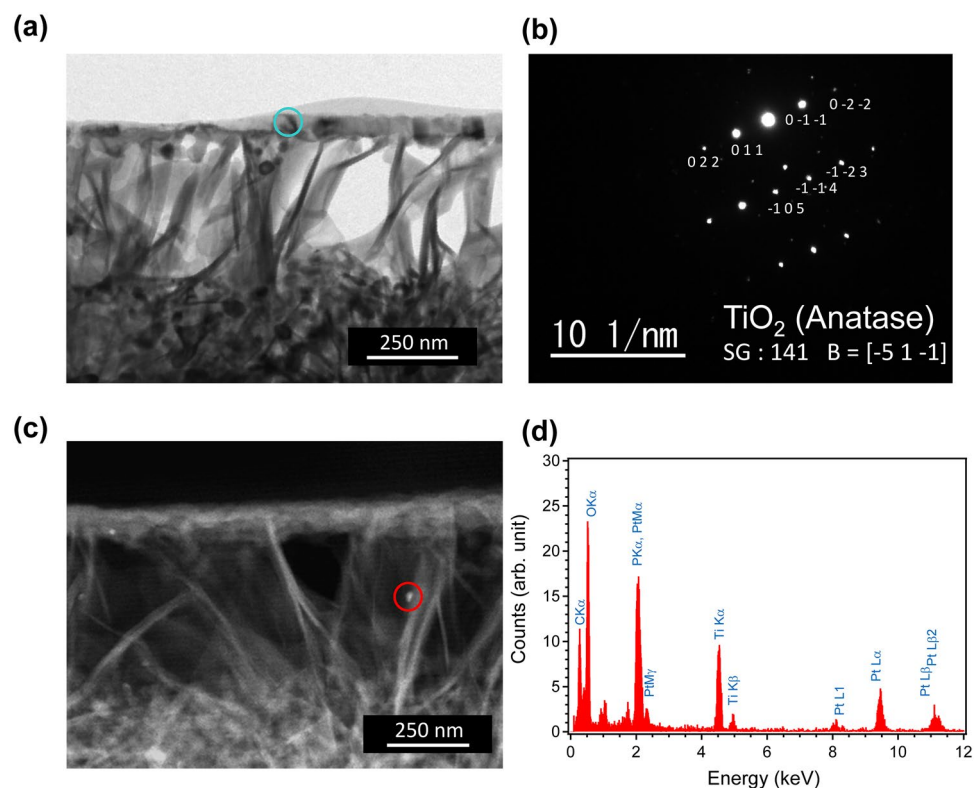 (a)
250 nm
(b)
0 -2 -2
0 -1 -1
0 1 1
0 2 2
-1 -2 3
-1 -1 4
-1 0 5
10 1/nm
TiO₂ (Anatase)
SG : 141 B = [-5 1 -1]
(c)
250 nm
(d)
Counts (arb. unit)
30
25
20
15
10
5
0
CKα
OKα
PKα, PtMα
PtMγ
Ti Kα
Ti Kβ
Pt L1
Pt Lα
Pt Lβ
Pt Lβ2
0 2 4 6 8 10 12
Energy (keV)